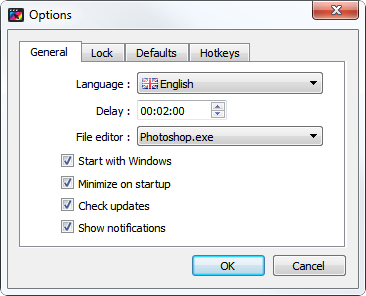 Options
General Lock Defaults Hotkeys
Language : English
Delay : 00:02:00
File editor : Photoshop.exe
Start with Windows
Minimize on startup
Check updates
Show notifications
OK Cancel